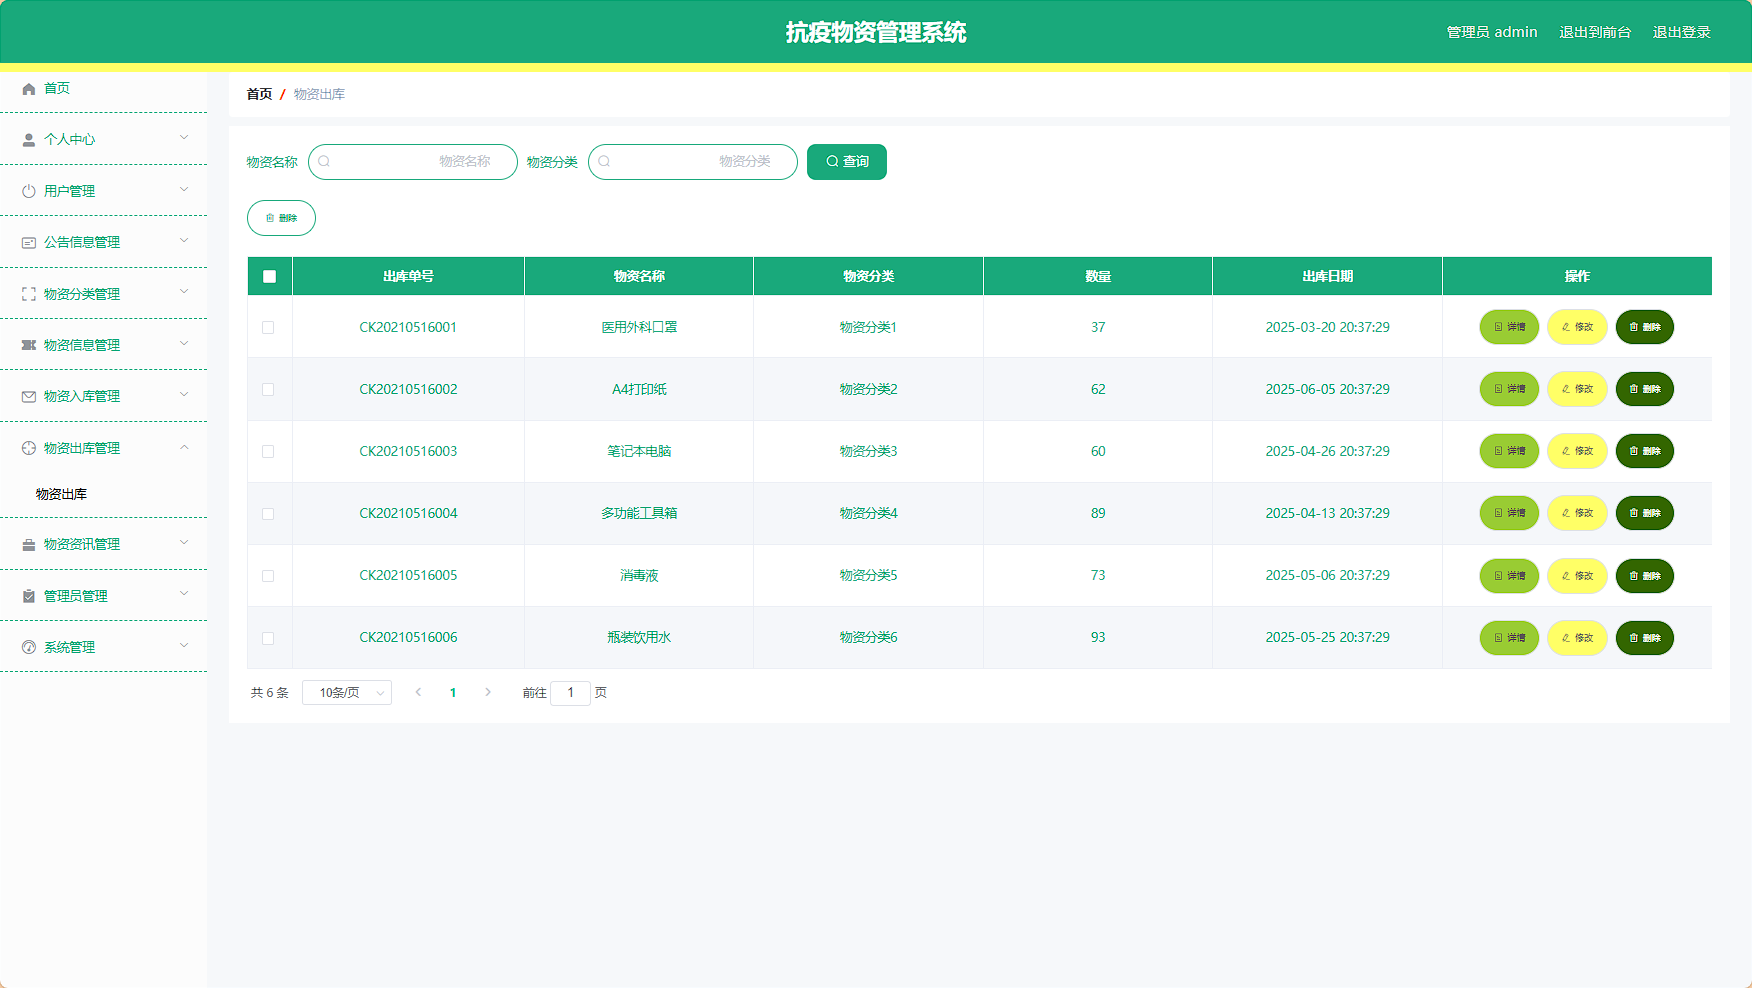 抗疫物资管理系统
管理员 admin 退出到前台 退出登录
首页
个人中心
用户管理
公告信息管理
物资分类管理
物资信息管理
物资入库管理
物资出库管理
物资出库
物资资讯管理
管理员管理
系统管理
首页 / 物资出库
物资名称 物资名称 物资分类 物资分类 查询
删除
出库单号 物资名称 物资分类 数量 出库日期 操作
CK20210516001 医用外科口罩 物资分类1 37 2025-03-20 20:37:29 详情 修改 删除
CK20210516002 A4打印纸 物资分类2 62 2025-06-05 20:37:29 详情 修改 删除
CK20210516003 笔记本电脑 物资分类3 60 2025-04-26 20:37:29 详情 修改 删除
CK20210516004 多功能工具箱 物资分类4 89 2025-04-13 20:37:29 详情 修改 删除
CK20210516005 消毒液 物资分类5 73 2025-05-06 20:37:29 详情 修改 删除
CK20210516006 瓶装饮用水 物资分类6 93 2025-05-25 20:37:29 详情 修改 删除
共 6 条 10条/页 1 前往 1 页